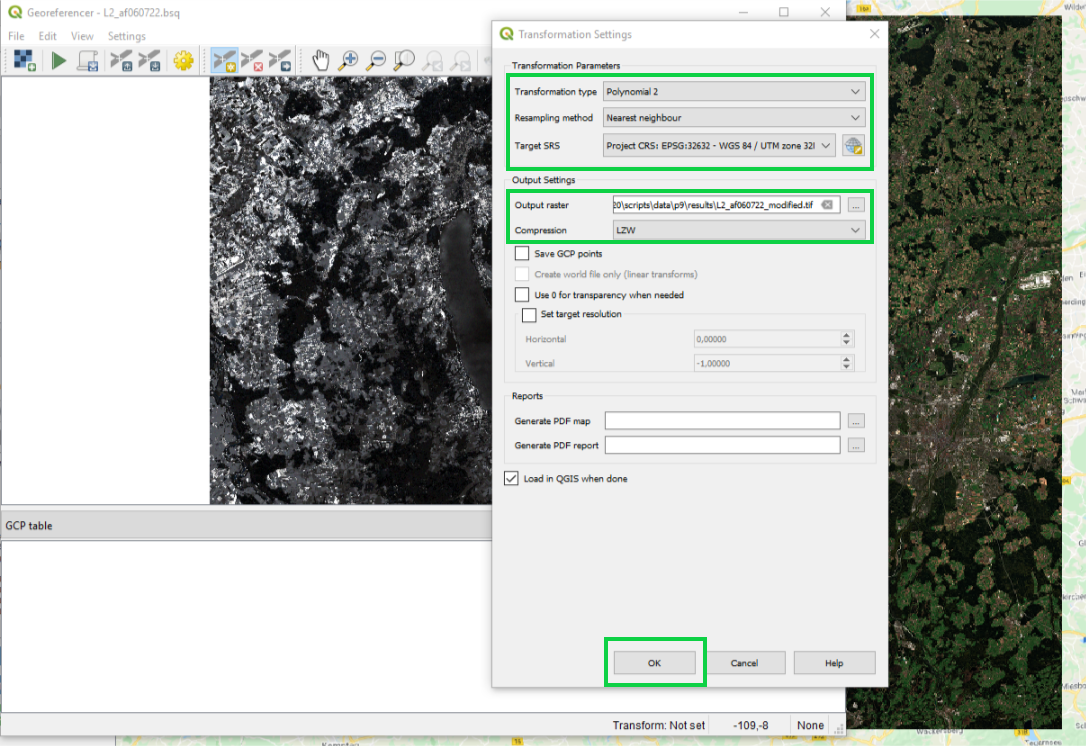 Georeferencer - L2_af060722.bsq
File Edit View Settings
Transformation Settings
Transformation Parameters
Transformation type Polynomial 2
Resampling method Nearest neighbour
Target SRS Project CRS: EPSG:32632 - WGS 84 / UTM zone 32
Output Settings
Output raster 20\scripts\data\p9\results\L2_af060722_modified.tif ...
Compression LZW
Save GCP points
Create world file only (linear transforms)
Use 0 for transparency when needed
Set target resolution
Horizontal 0,00000
Vertical -1,00000
Reports
Generate PDF map ...
Generate PDF report ...
Load in QGIS when done
GCP table
OK Cancel Help
Transform: Not set -109,-8 None